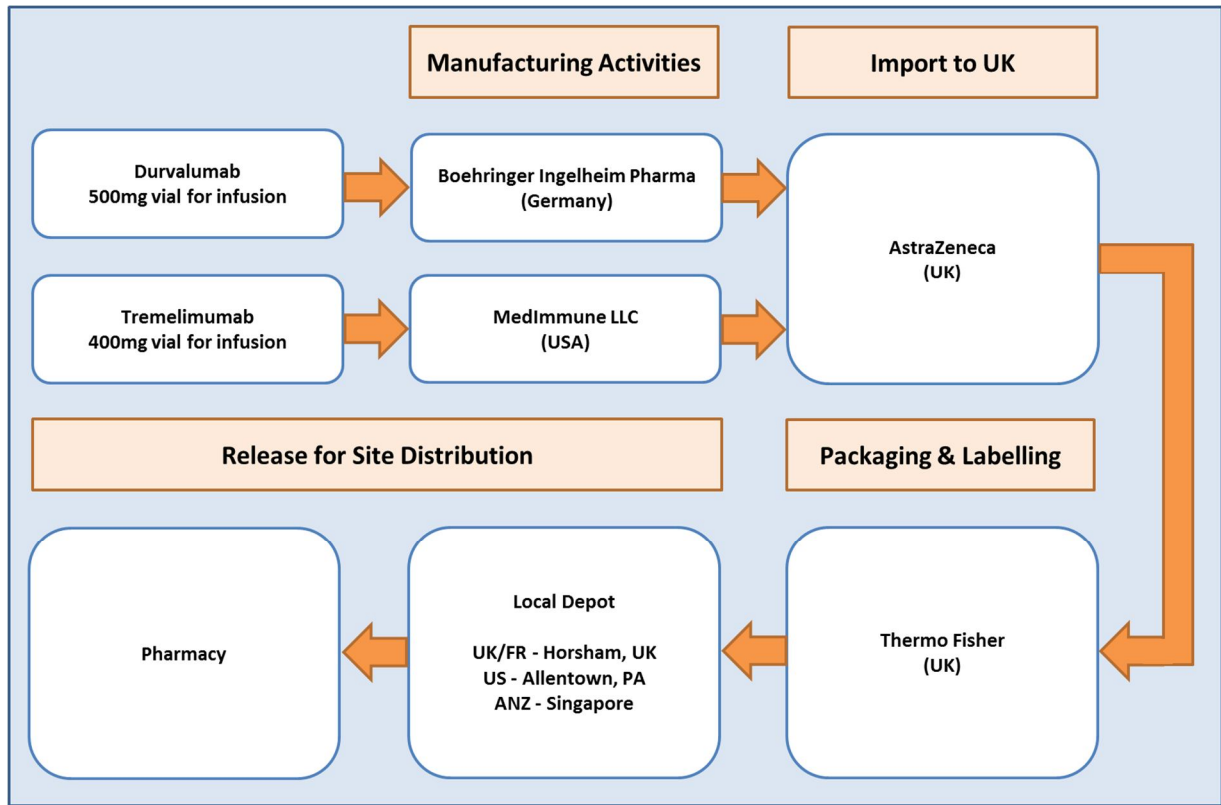 Manufacturing Activities
Import to UK
Durvalumab
500mg vial for infusion
Boehringer Ingelheim Pharma
(Germany)
AstraZeneca
(UK)
Tremelimumab
400mg vial for infusion
MedImmune LLC
(USA)
Release for Site Distribution
Packaging & Labelling
Pharmacy
Local Depot
UK/FR - Horsham, UK
US - Allentown, PA
ANZ - Singapore
Thermo Fisher
(UK)